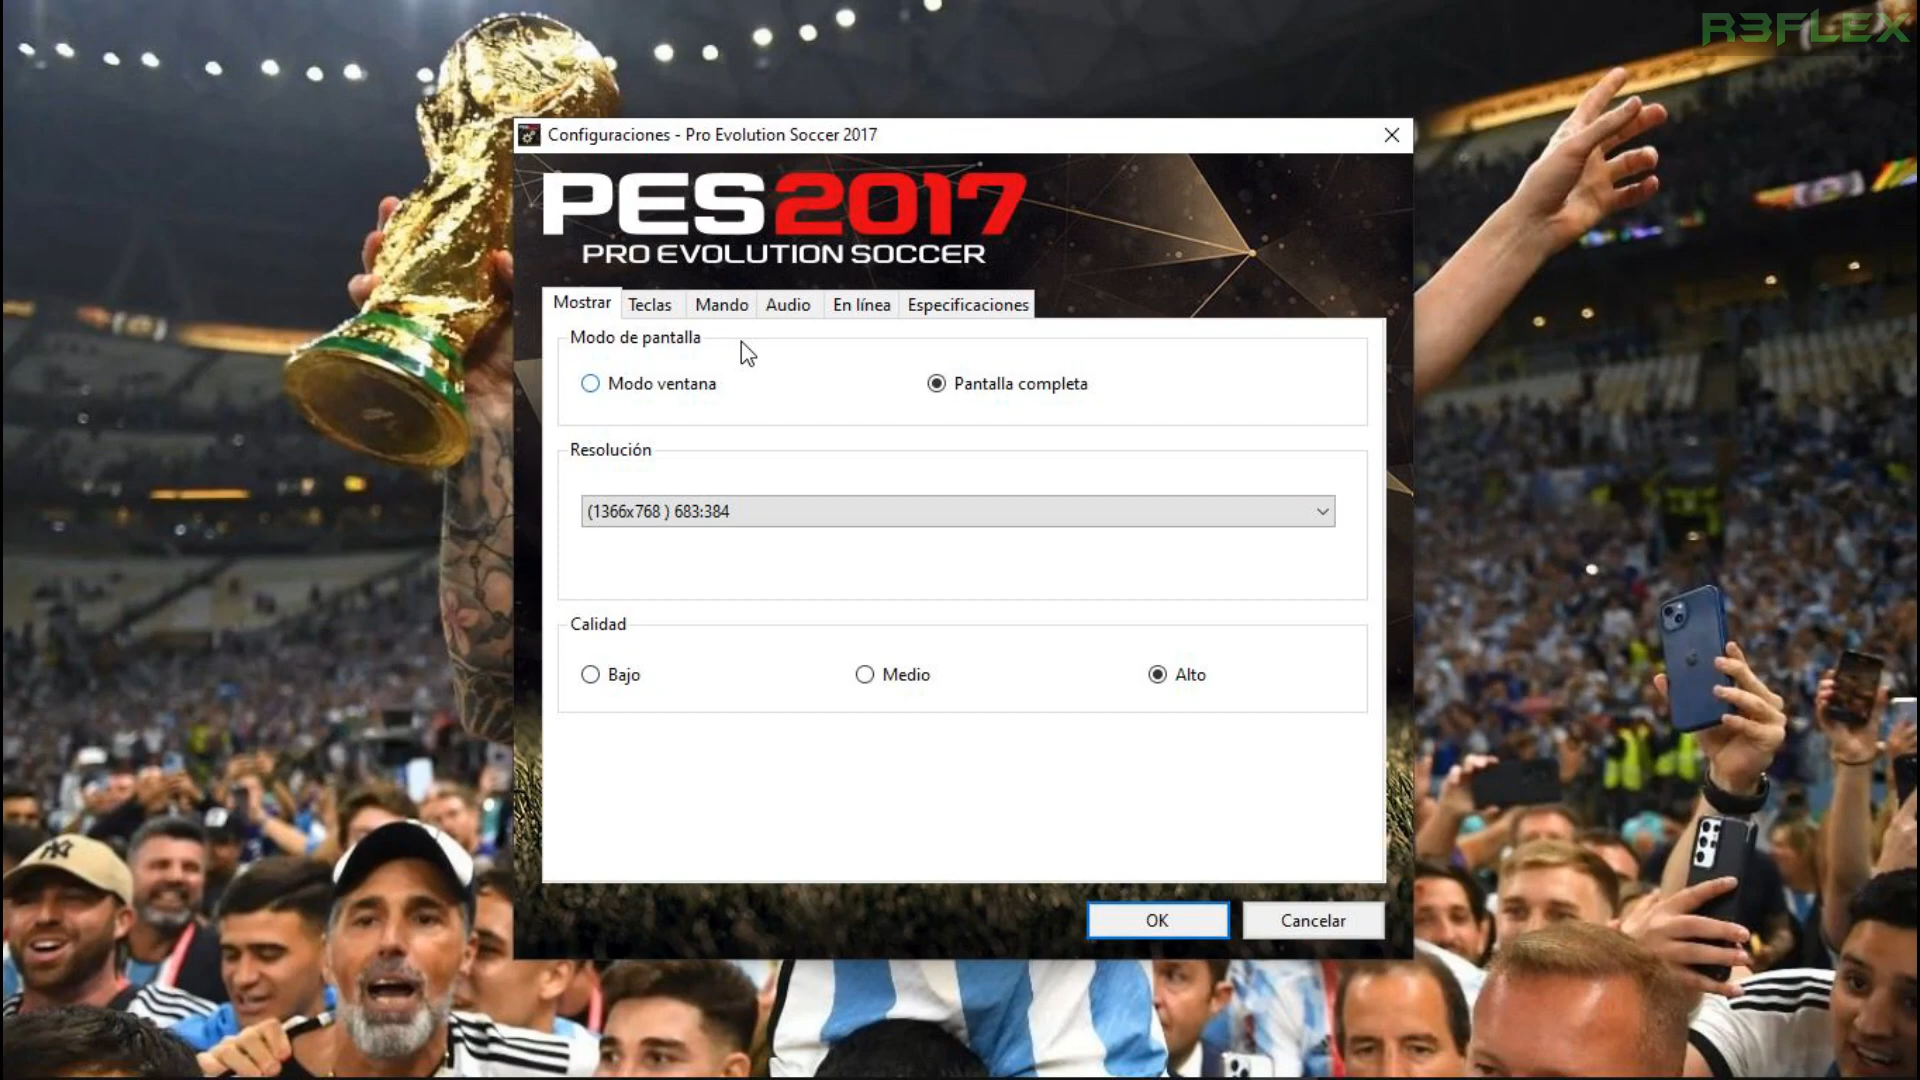 R3FLEX
Configuraciones - Pro Evolution Soccer 2017
PES2017
PRO EVOLUTION SOCCER
Mostrar Teclas Mando Audio En línea Especificaciones
Modo de pantalla
Modo ventana Pantalla completa
Resolución
(1366x768 ) 683:384
Calidad
Bajo Medio Alto
OK Cancelar